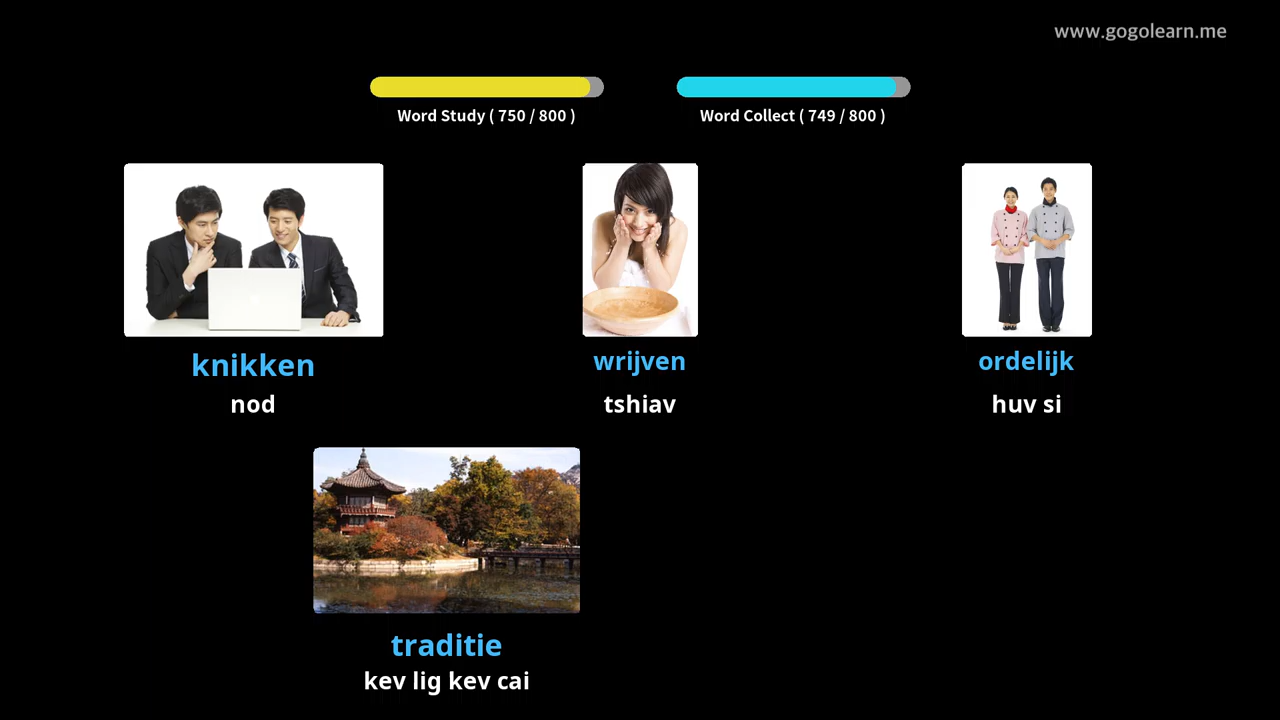 www.gogolearn.me
Word Study ( 750 / 800 )
Word Collect ( 749 / 800 )
knikken
nod
wrijven
tshiav
ordelijk
huv si
traditie
kev lig kev cai